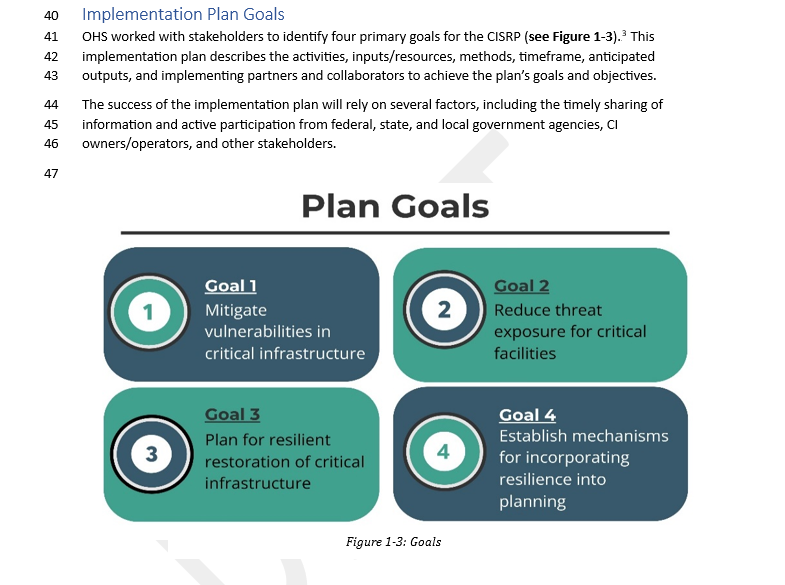 40 Implementation Plan Goals
41 OHS worked with stakeholders to identify four primary goals for the CISRP (see Figure 1-3).³ This
42 implementation plan describes the activities, inputs/resources, methods, timeframe, anticipated
43 outputs, and implementing partners and collaborators to achieve the plan's goals and objectives.
44 The success of the implementation plan will rely on several factors, including the timely sharing of
45 information and active participation from federal, state, and local government agencies, CI
46 owners/operators, and other stakeholders.
47
Plan Goals
1
Goal 1
Mitigate
vulnerabilities in
critical infrastructure
2
Goal 2
Reduce threat
exposure for critical
facilities
3
Goal 3
Plan for resilient
restoration of critical
infrastructure
4
Goal 4
Establish mechanisms
for incorporating
resilience into
planning
Figure 1-3: Goals